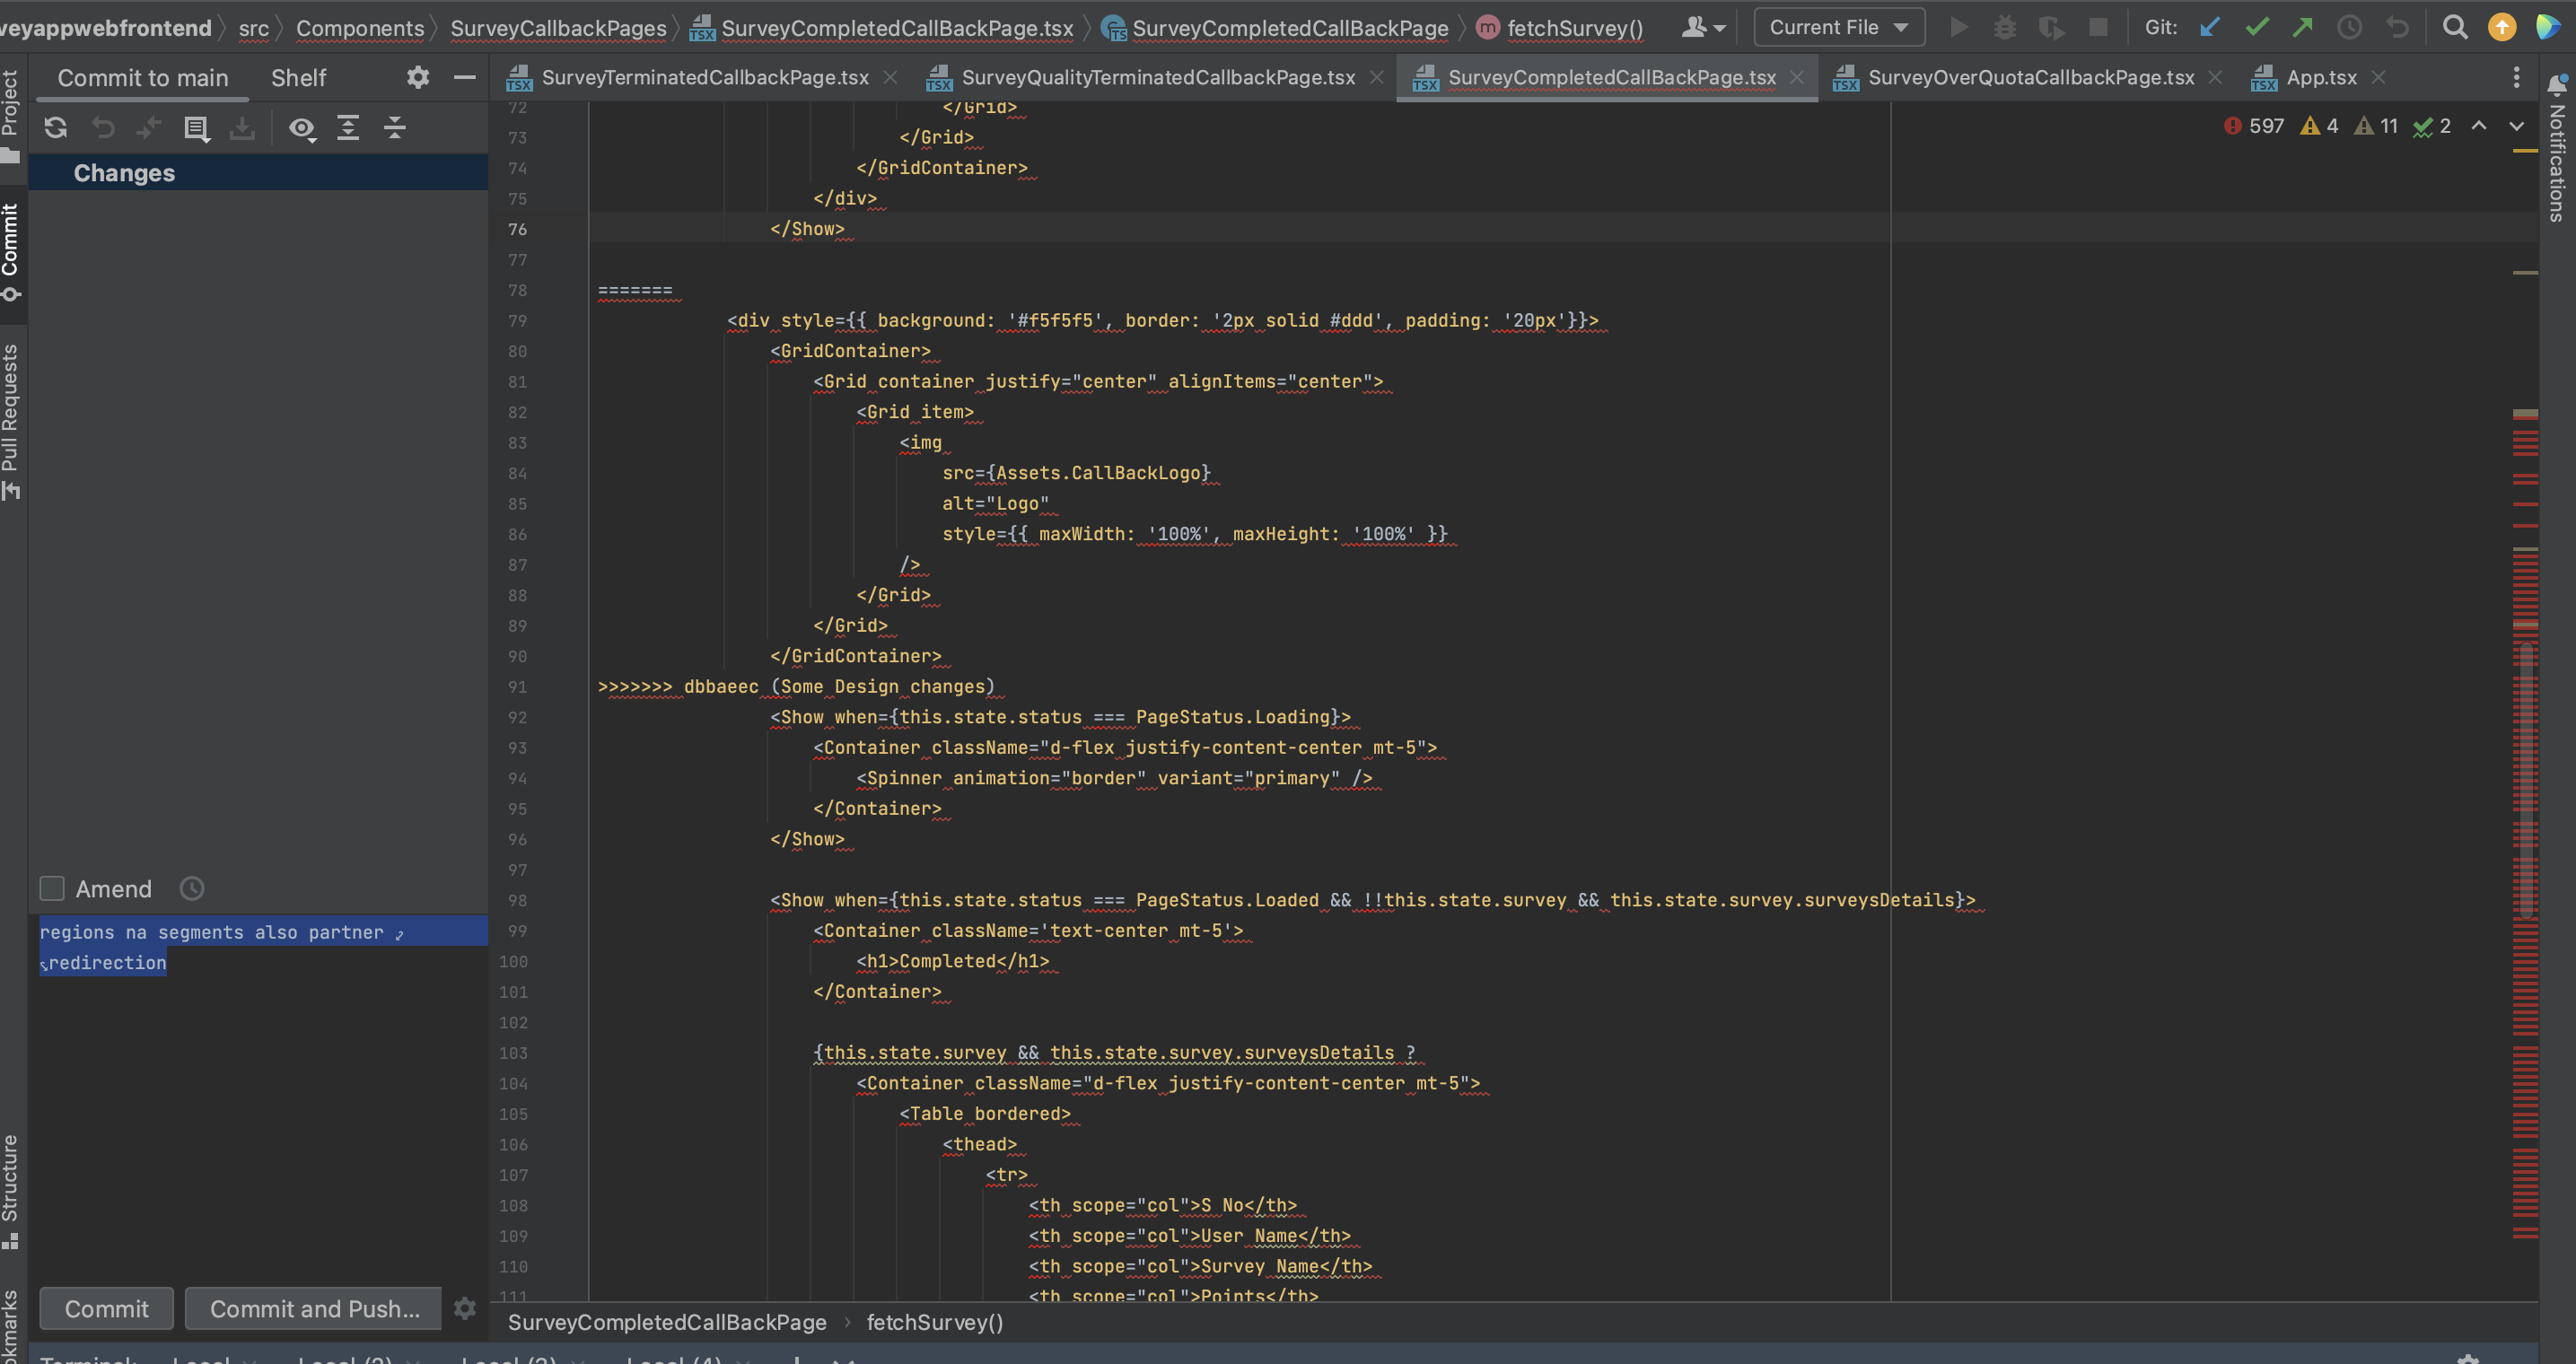 veyappwebfrontend src Components SurveyCallbackPages SurveyCompletedCallBackPage.tsx SurveyCompletedCallBackPage fetchSurvey() Current File Git:
Project
Commit to main Shelf
SurveyTerminatedCallbackPage.tsx SurveyQualityTerminatedCallbackPage.tsx SurveyCompletedCallBackPage.tsx SurveyOverQuotaCallbackPage.tsx App.tsx
Notifications
597 4 11 2
Changes
Commit
Pull Requests
72 </Grid>
73 </Grid>
74 </GridContainer>
75 </div>
76 </Show>
77
78 =======
79 <div style={{ background: '#f5f5f5', border: '2px solid #ddd', padding: '20px'}}>
80 <GridContainer>
81 <Grid container justify="center" alignItems="center">
82 <Grid item>
83 <img
84 src={Assets.CallBackLogo}
85 alt="Logo"
86 style={{ maxWidth: '100%', maxHeight: '100%' }}
87 />
88 </Grid>
89 </Grid>
90 </GridContainer>
91 >>>>>>> dbbaeec (Some Design changes)
92 <Show when={this.state.status === PageStatus.Loading}>
93 <Container className="d-flex justify-content-center mt-5">
94 <Spinner animation="border" variant="primary" />
95 </Container>
96 </Show>
97
98 <Show when={this.state.status === PageStatus.Loaded && !!this.state.survey && this.state.survey.surveysDetails}>
99 <Container className='text-center mt-5'>
100 <h1>Completed</h1>
101 </Container>
102
103 {this.state.survey && this.state.survey.surveysDetails ?
104 <Container className="d-flex justify-content-center mt-5">
105 <Table bordered>
106 <thead>
107 <tr>
108 <th scope="col">S No</th>
109 <th scope="col">User Name</th>
110 <th scope="col">Survey Name</th>
111 <th scope="col">Points</th>
Amend
regions na segments also partner
redirection
Structure
okmarks
Commit Commit and Push...
SurveyCompletedCallBackPage fetchSurvey()
Terminal: Local Local (2) Local (3) Local (4)